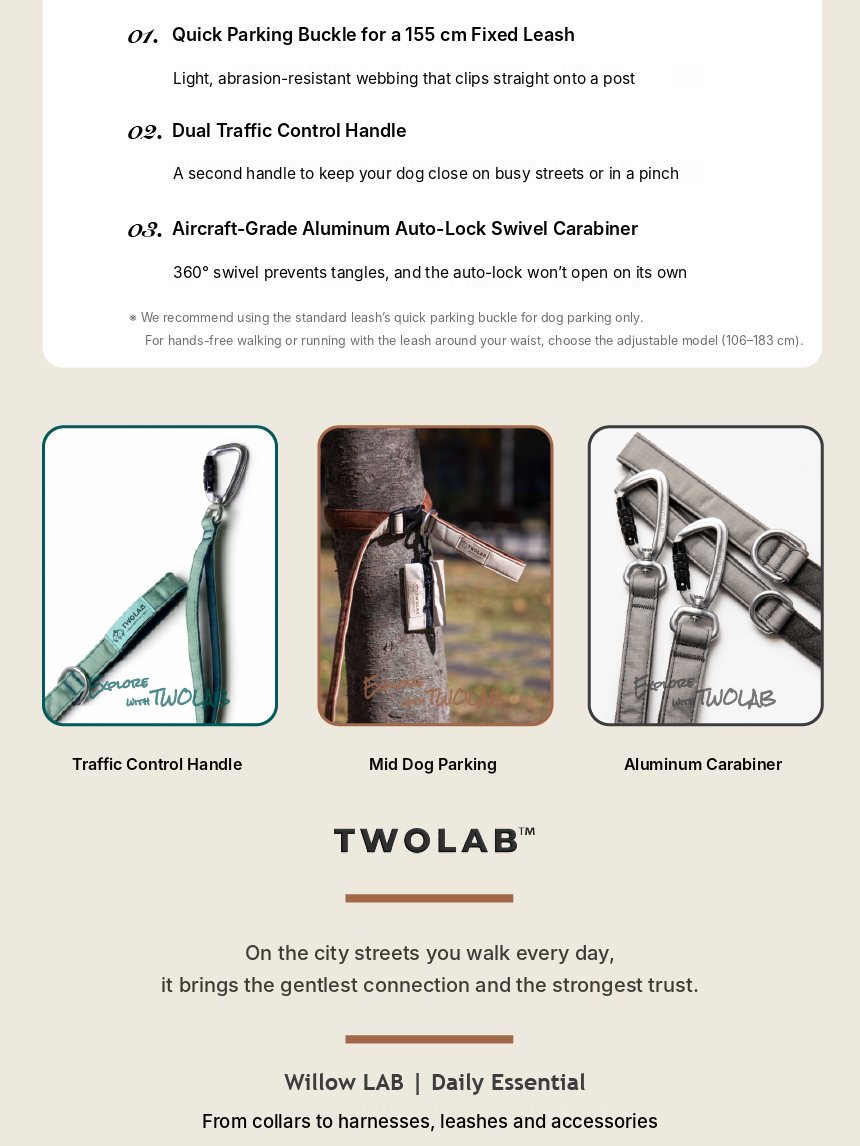 01. Quick Parking Buckle for a 155 cm Fixed Leash
Light, abrasion-resistant webbing that clips straight onto a post
02. Dual Traffic Control Handle
A second handle to keep your dog close on busy streets or in a pinch
03. Aircraft-Grade Aluminum Auto-Lock Swivel Carabiner
360° swivel prevents tangles, and the auto-lock won’t open on its own
※ We recommend using the standard leash’s quick parking buckle for dog parking only.
For hands-free walking or running with the leash around your waist, choose the adjustable model (106–183 cm).
TWOLAB
EXPLORE
WITH TWOLAB
TWOLAB
TWOLAB
EXPLORE
WITH TWOLAB
EXPLORE
WITH TWOLAB
Traffic Control Handle
Mid Dog Parking
Aluminum Carabiner
TWOLAB™
On the city streets you walk every day,
it brings the gentlest connection and the strongest trust.
Willow LAB | Daily Essential
From collars to harnesses, leashes and accessories